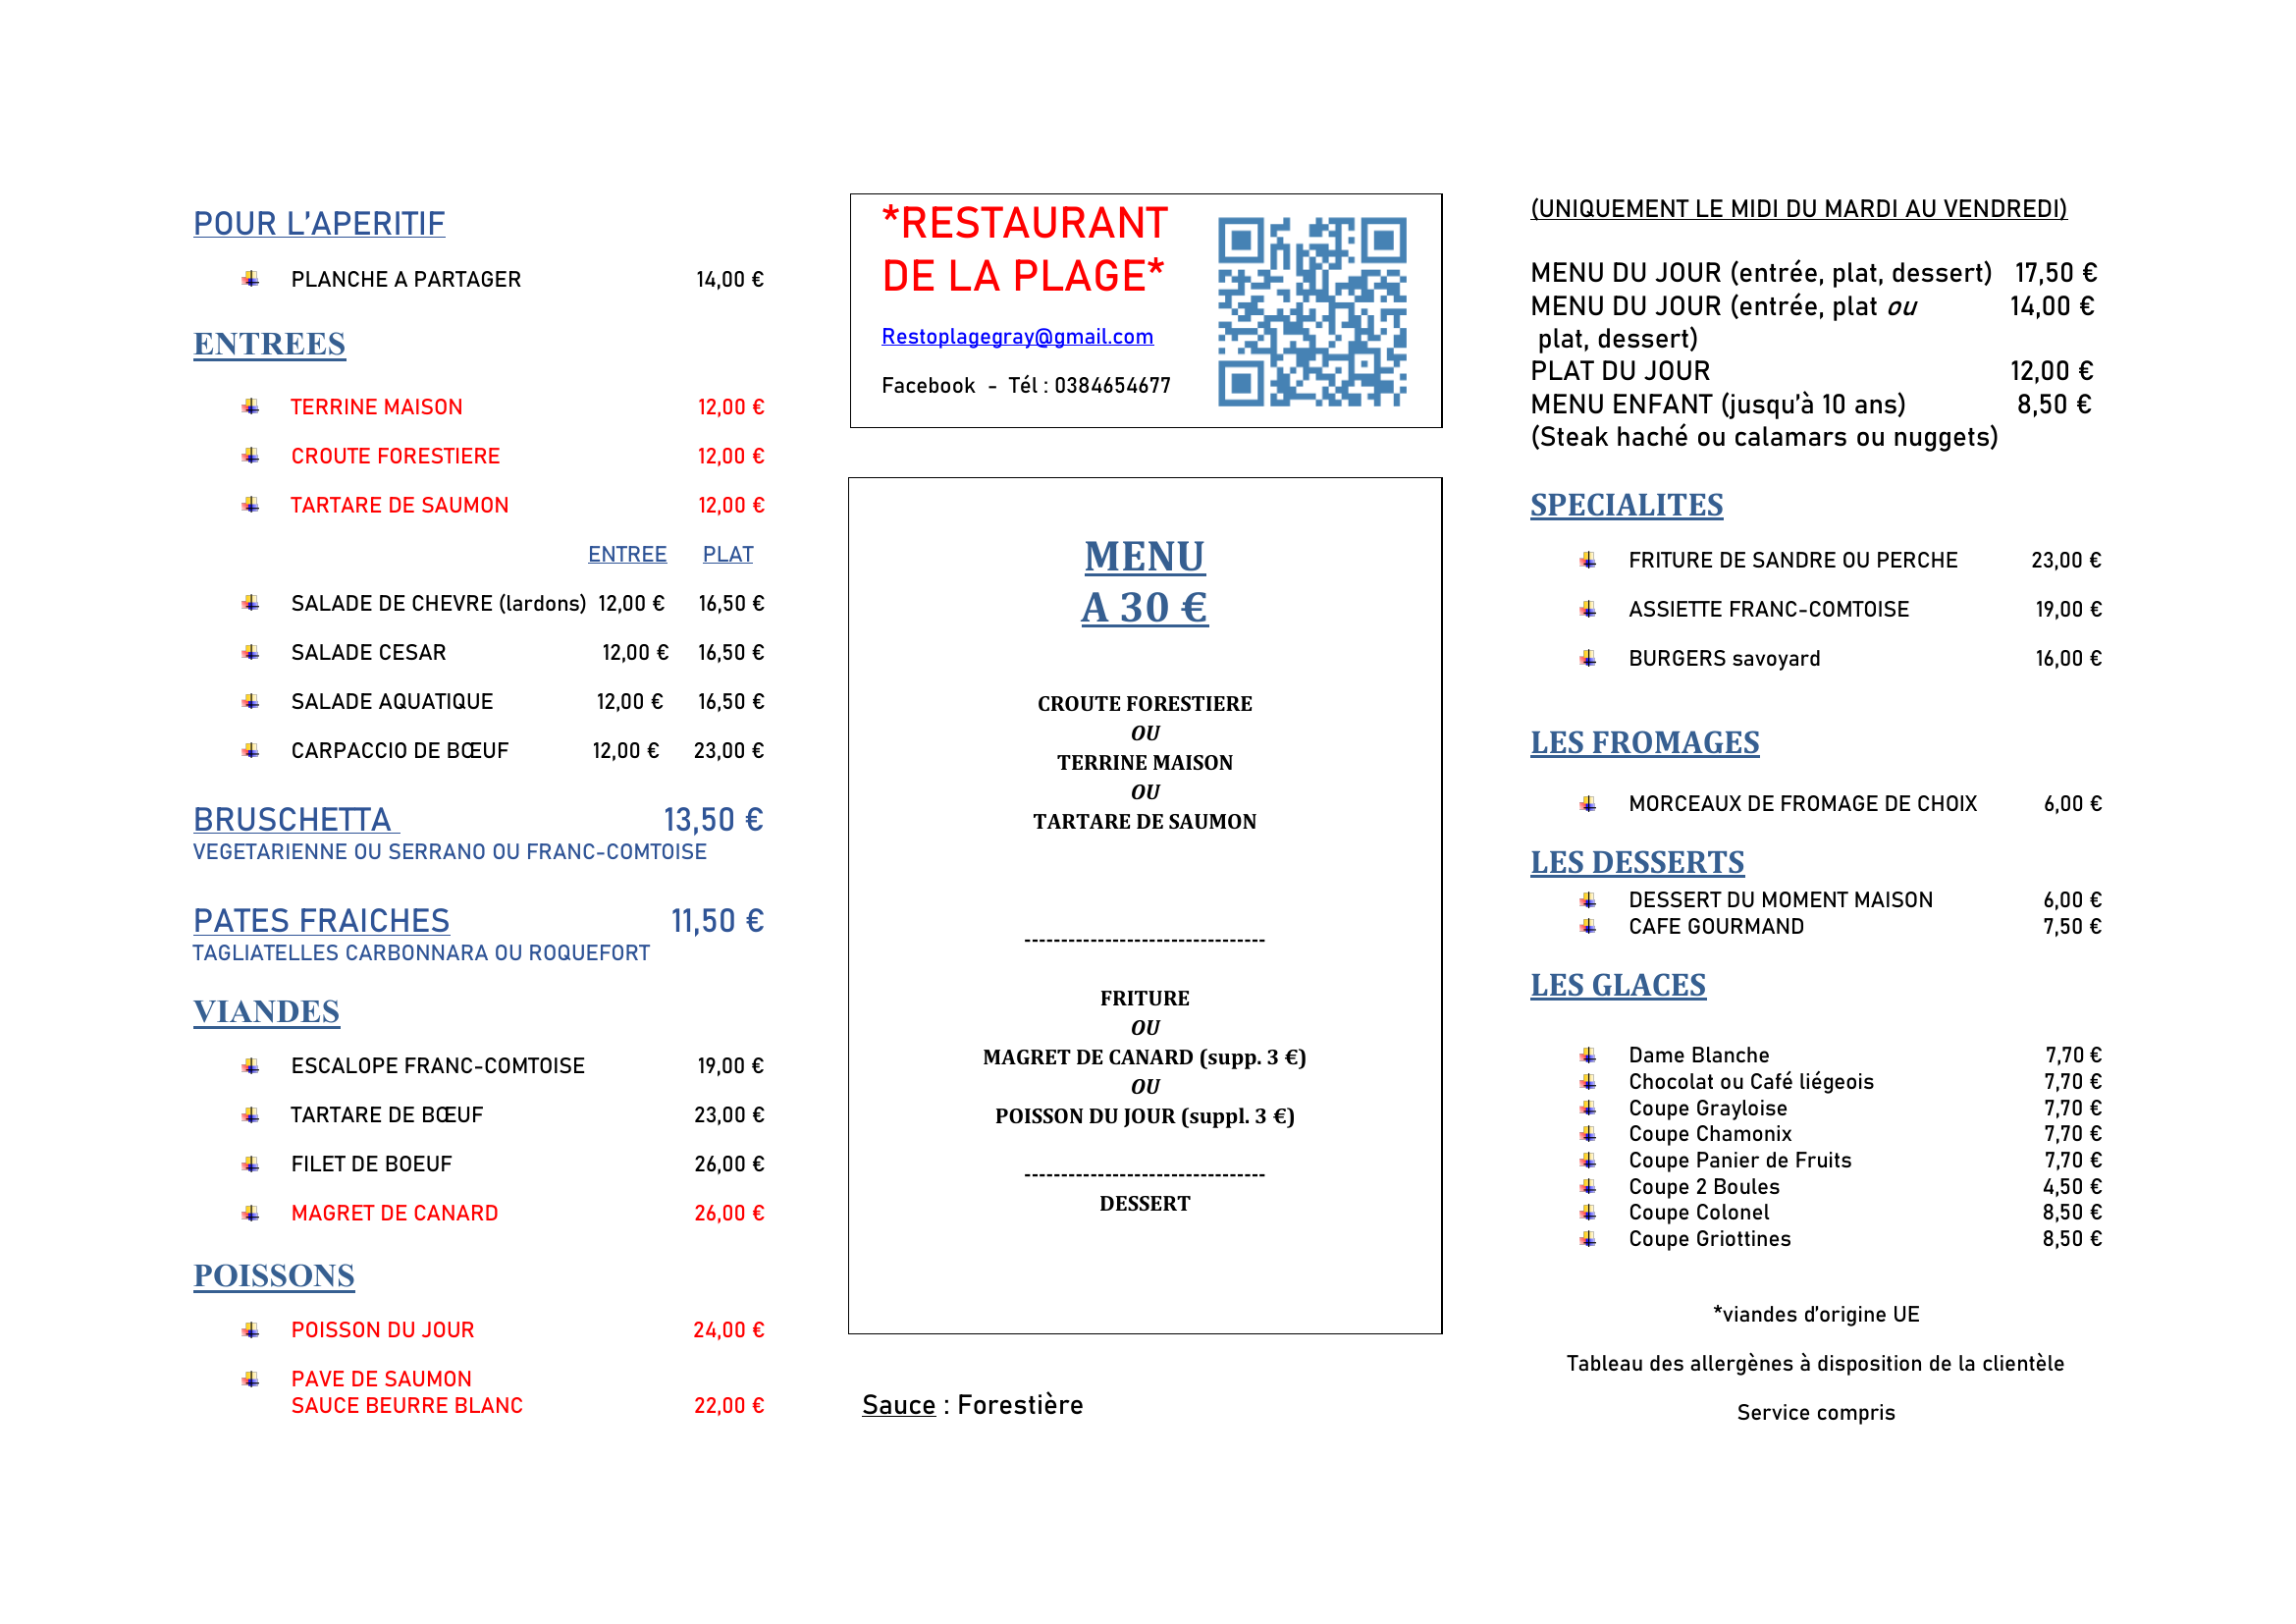 POUR L’APERITIF
PLANCHE A PARTAGER 14,00 €
ENTREES
TERRINE MAISON 12,00 €
CROUTE FORESTIERE 12,00 €
TARTARE DE SAUMON 12,00 €
ENTREE PLAT
SALADE DE CHEVRE (lardons) 12,00 € 16,50 €
SALADE CESAR 12,00 € 16,50 €
SALADE AQUATIQUE 12,00 € 16,50 €
CARPACCIO DE BŒUF 12,00 € 23,00 €
BRUSCHETTA 13,50 €
VEGETARIENNE OU SERRANO OU FRANC-COMTOISE
PATES FRAICHES 11,50 €
TAGLIATELLES CARBONNARA OU ROQUEFORT
VIANDES
ESCALOPE FRANC-COMTOISE 19,00 €
TARTARE DE BŒUF 23,00 €
FILET DE BOEUF 26,00 €
MAGRET DE CANARD 26,00 €
POISSONS
POISSON DU JOUR 24,00 €
PAVE DE SAUMON
SAUCE BEURRE BLANC 22,00 €
*RESTAURANT
DE LA PLAGE*
Restoplagegray@gmail.com
Facebook - Tél : 0384654677
MENU
A 30 €
CROUTE FORESTIERE
OU
TERRINE MAISON
OU
TARTARE DE SAUMON
---------------------------------
FRITURE
OU
MAGRET DE CANARD (supp. 3 €)
OU
POISSON DU JOUR (suppl. 3 €)
---------------------------------
DESSERT
Sauce : Forestière
(UNIQUEMENT LE MIDI DU MARDI AU VENDREDI)
MENU DU JOUR (entrée, plat, dessert) 17,50 €
MENU DU JOUR (entrée, plat ou 14,00 €
plat, dessert)
PLAT DU JOUR 12,00 €
MENU ENFANT (jusqu’à 10 ans) 8,50 €
(Steak haché ou calamars ou nuggets)
SPECIALITES
FRITURE DE SANDRE OU PERCHE 23,00 €
ASSIETTE FRANC-COMTOISE 19,00 €
BURGERS savoyard 16,00 €
LES FROMAGES
MORCEAUX DE FROMAGE DE CHOIX 6,00 €
LES DESSERTS
DESSERT DU MOMENT MAISON 6,00 €
CAFE GOURMAND 7,50 €
LES GLACES
Dame Blanche 7,70 €
Chocolat ou Café liégeois 7,70 €
Coupe Grayloise 7,70 €
Coupe Chamonix 7,70 €
Coupe Panier de Fruits 7,70 €
Coupe 2 Boules 4,50 €
Coupe Colonel 8,50 €
Coupe Griottines 8,50 €
*viandes d’origine UE
Tableau des allergènes à disposition de la clientèle
Service compris